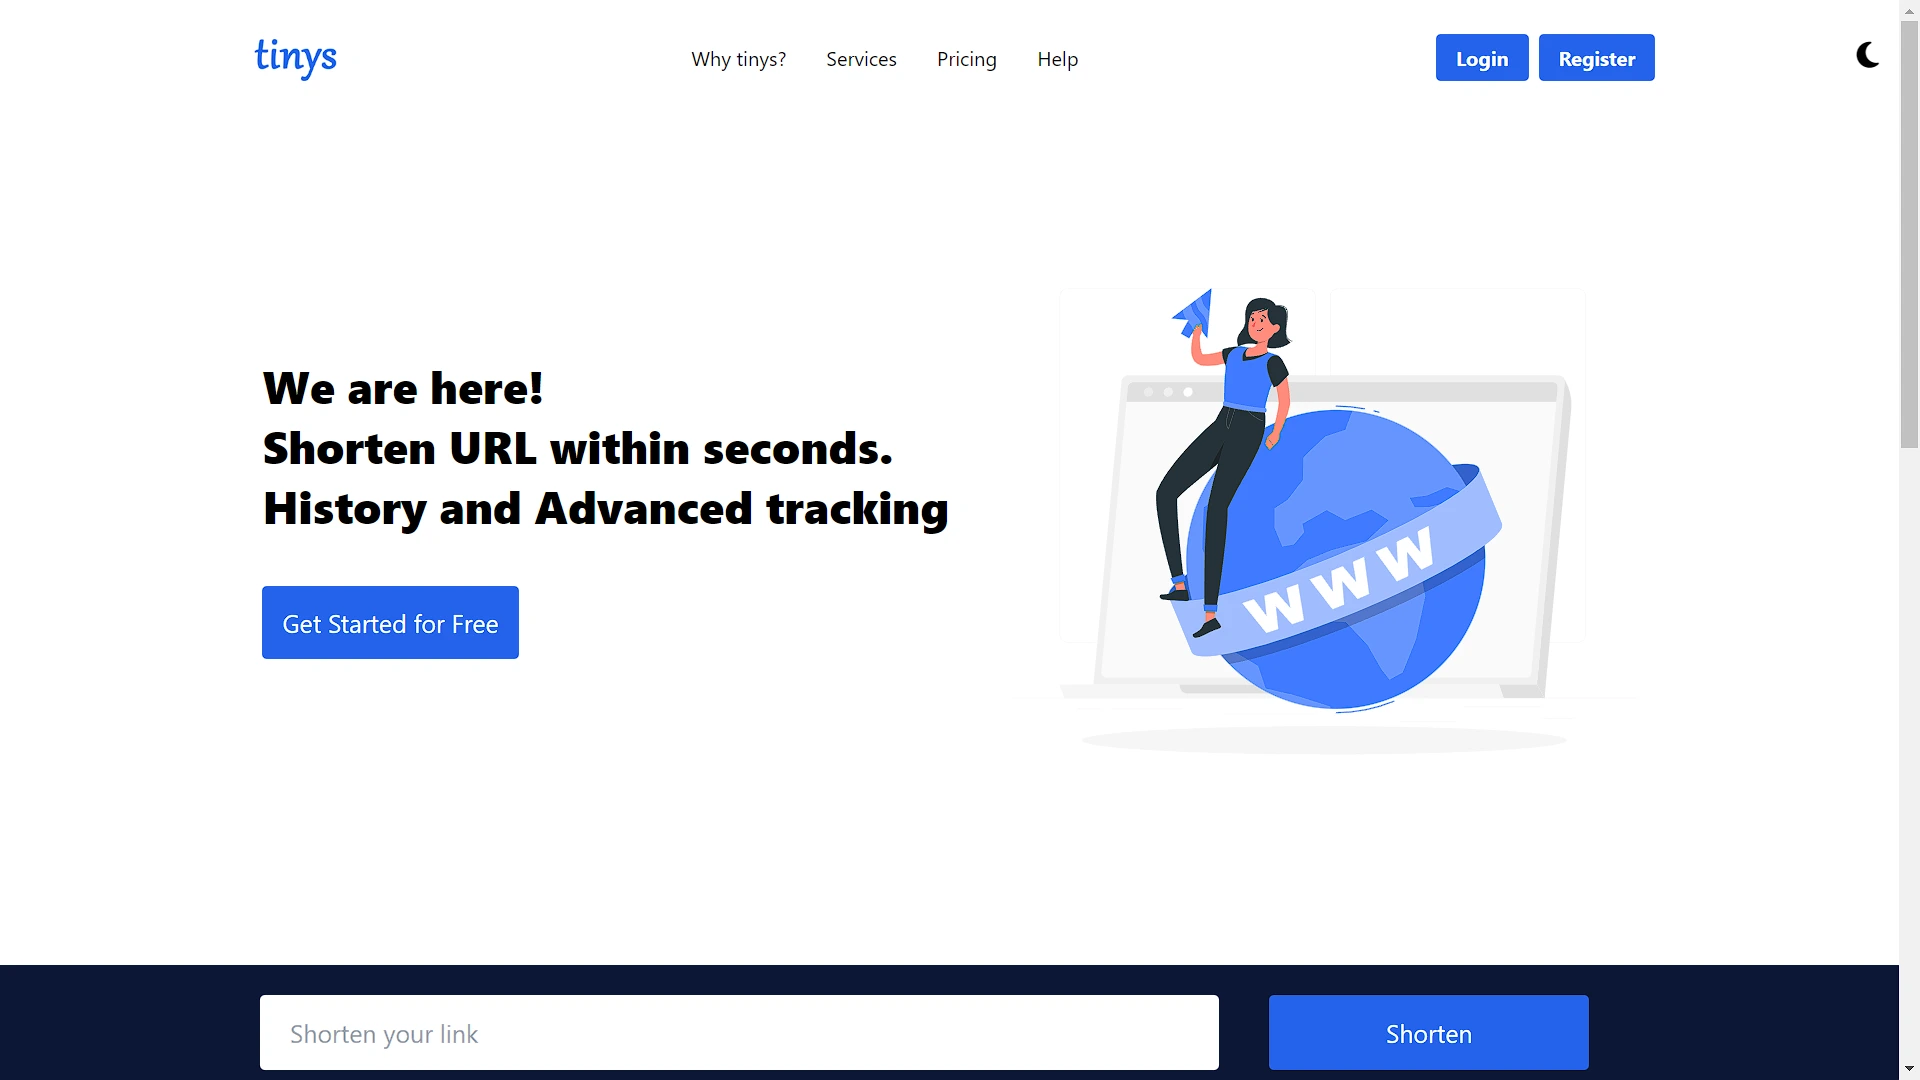 tinys
Why tinys? Services Pricing Help
Login Register
We are here!
Shorten URL within seconds.
History and Advanced tracking
Get Started for Free
WWW
Shorten your link
Shorten